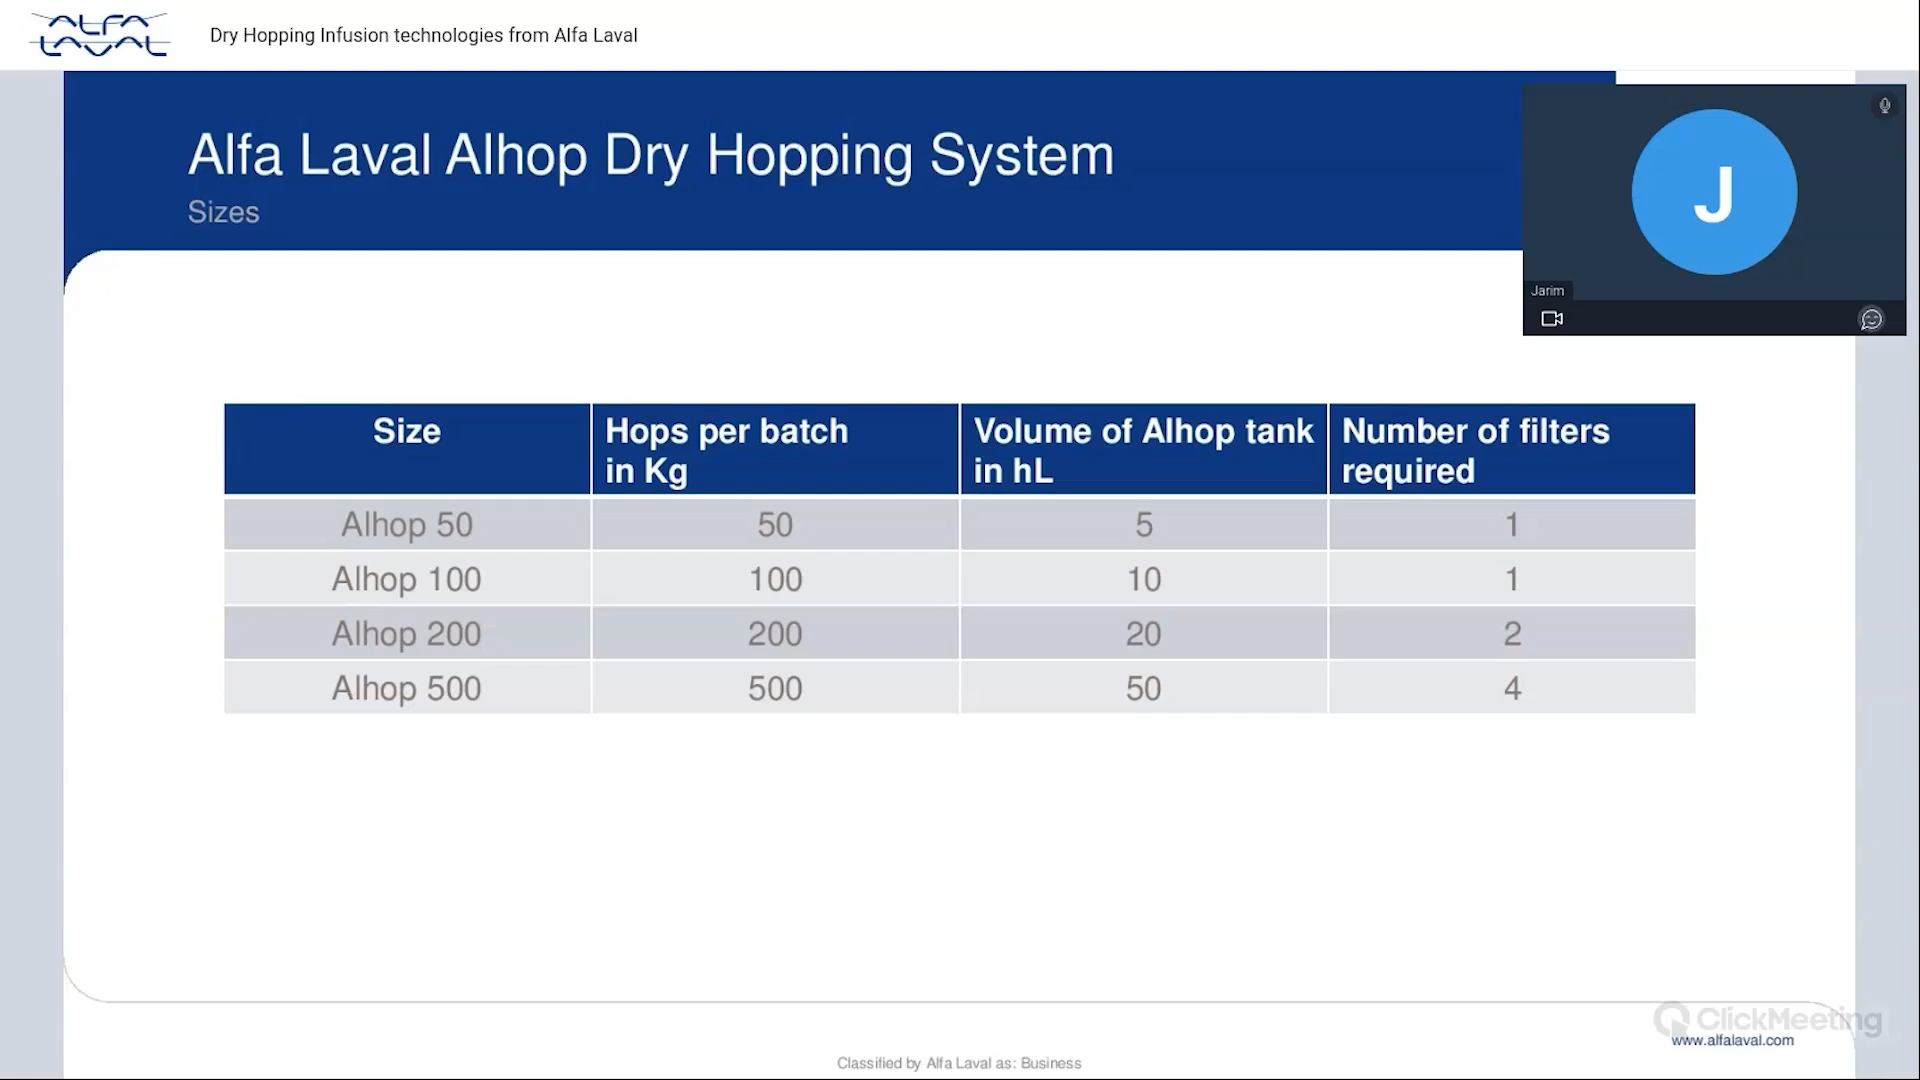 ALFA
LAVAL
Dry Hopping Infusion technologies from Alfa Laval
Alfa Laval Alhop Dry Hopping System
Sizes
J
Jarim
Size Hops per batch in Kg Volume of Alhop tank in hL Number of filters required
Alhop 50 50 5 1
Alhop 100 100 10 1
Alhop 200 200 20 2
Alhop 500 500 50 4
ClickMeeting
www.alfalaval.com
Classified by Alfa Laval as: Business